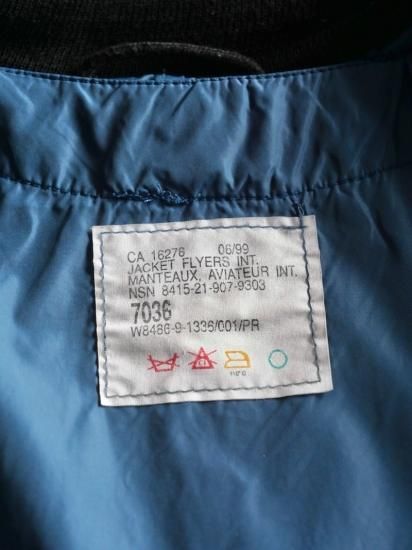 CA 16276 06/99
JACKET FLYERS INT.
MANTEAUX, AVIATEUR INT.
NSN 8415-21-907-9303
7036
W8486-9-1336/001/PR